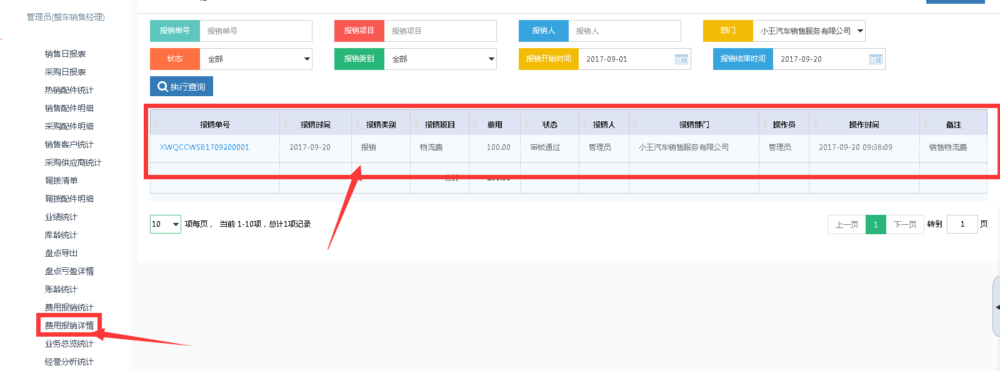 管理员(整车销售经理)
销售日报表
采购日报表
热销配件统计
销售配件明细
采购配件明细
销售客户统计
采购供应商统计
调拨清单
调拨配件明细
业绩统计
库龄统计
盘点导出
盘点亏盈详情
账龄统计
费用报销统计
费用报销详情
业务总览统计
经营分析统计
报销单号 报销单号 报销项目 报销项目 报销人 报销人 部门 小王汽车销售服务有限公司
状态 全部 报销类别 全部 报销开始时间 2017-09-01 报销结束时间 2017-09-20
执行查询
报销单号 报销时间 报销类别 报销项目 费用 状态 报销人 报销部门 操作员 操作时间 备注
XWQCCWSB1709200001 2017-09-20 报销 物流费 100.00 审核通过 管理员 小王汽车销售服务有限公司 管理员 2017-09-20 09:38:09 销售物流费
10 项每页， 当前 1-10项，总计1项记录 上一页 1 下一页 转到 1 页